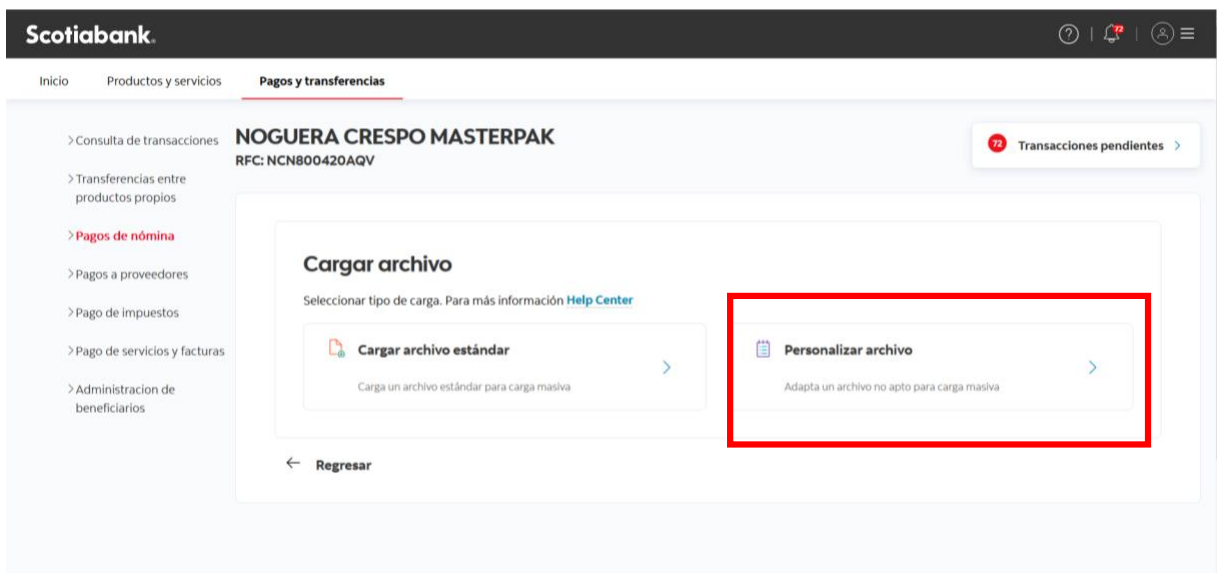 Scotiabank.
72
Inicio
Productos y servicios
Pagos y transferencias
> Consulta de transacciones
> Transferencias entre
productos propios
> Pagos de nómina
> Pagos a proveedores
> Pago de impuestos
> Pago de servicios y facturas
> Administracion de
beneficiarios
NOGUERA CRESPO MASTERPAK
RFC: NCN800420AQV
72 Transacciones pendientes >
Cargar archivo
Seleccionar tipo de carga. Para más información Help Center
Cargar archivo estándar
Carga un archivo estándar para carga masiva
Personalizar archivo
Adapta un archivo no apto para carga masiva
← Regresar